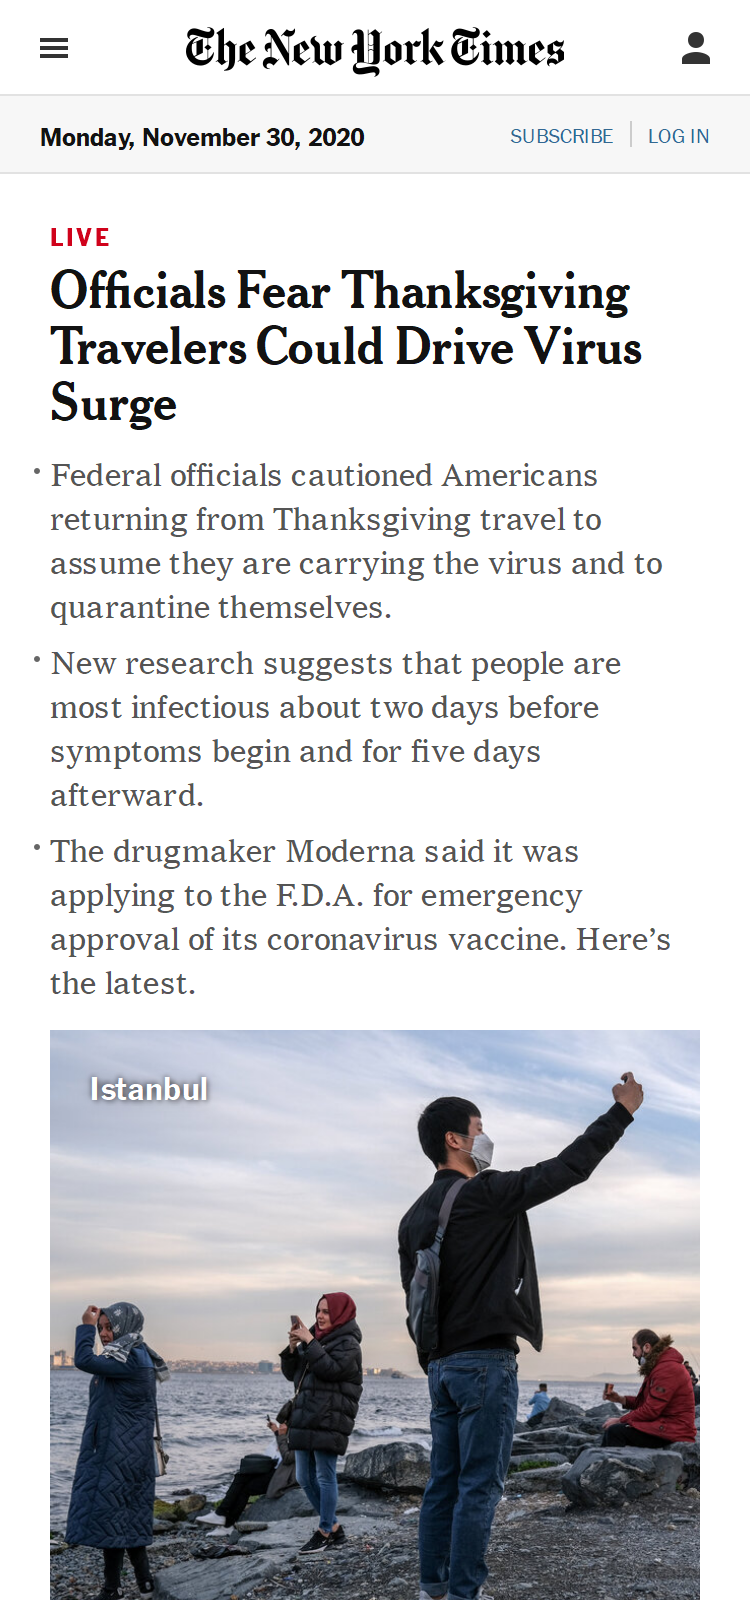 The New York Times
Monday, November 30, 2020
SUBSCRIBE
LOG IN
LIVE
Officials Fear Thanksgiving
Travelers Could Drive Virus
Surge
• Federal officials cautioned Americans
returning from Thanksgiving travel to
assume they are carrying the virus and to
quarantine themselves.
• New research suggests that people are
most infectious about two days before
symptoms begin and for five days
afterward.
• The drugmaker Moderna said it was
applying to the F.D.A. for emergency
approval of its coronavirus vaccine. Here’s
the latest.
Istanbul